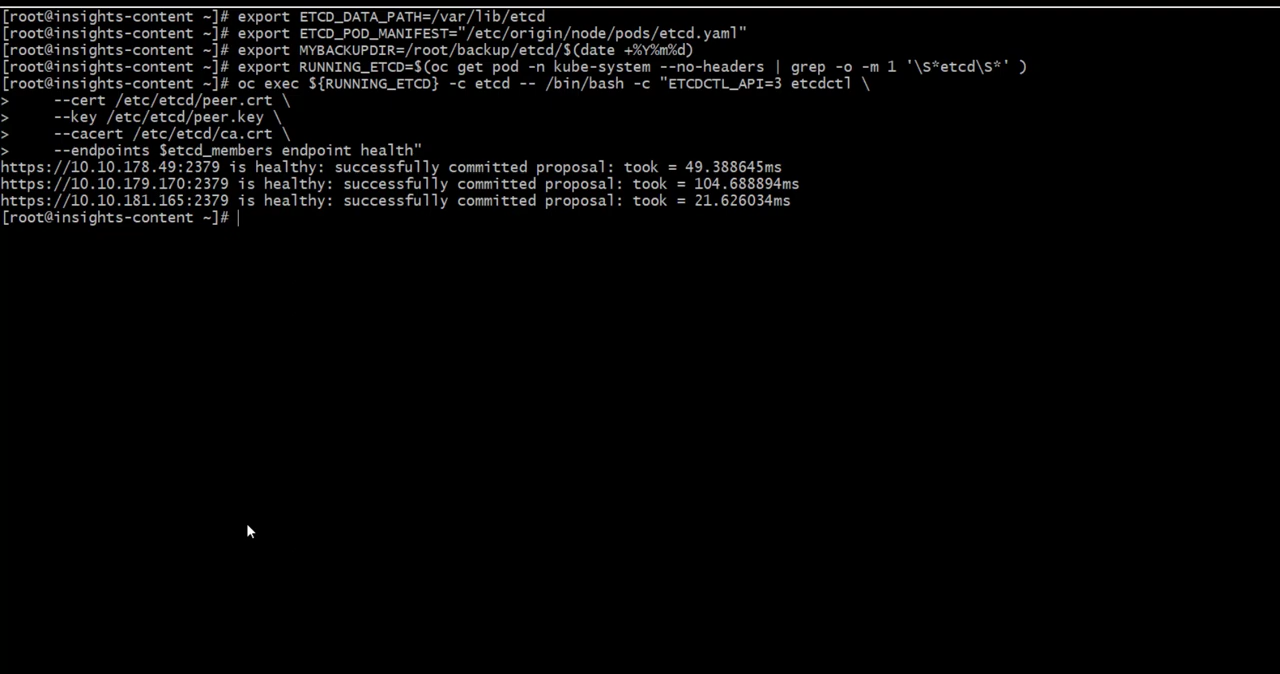 [root@insights-content ~]# export ETCD_DATA_PATH=/var/lib/etcd
[root@insights-content ~]# export ETCD_POD_MANIFEST="/etc/origin/node/pods/etcd.yaml"
[root@insights-content ~]# export MYBACKUPDIR=/root/backup/etcd/$(date +%Y%m%d)
[root@insights-content ~]# export RUNNING_ETCD=$(oc get pod -n kube-system --no-headers | grep -o -m 1 '\S*etcd\S*' )
[root@insights-content ~]# oc exec ${RUNNING_ETCD} -c etcd -- /bin/bash -c "ETCDCTL_API=3 etcdctl \
>     --cert /etc/etcd/peer.crt \
>     --key /etc/etcd/peer.key \
>     --cacert /etc/etcd/ca.crt \
>     --endpoints $etcd_members endpoint health"
https://10.10.178.49:2379 is healthy: successfully committed proposal: took = 49.388645ms
https://10.10.179.170:2379 is healthy: successfully committed proposal: took = 104.688894ms
https://10.10.181.165:2379 is healthy: successfully committed proposal: took = 21.626034ms
[root@insights-content ~]#